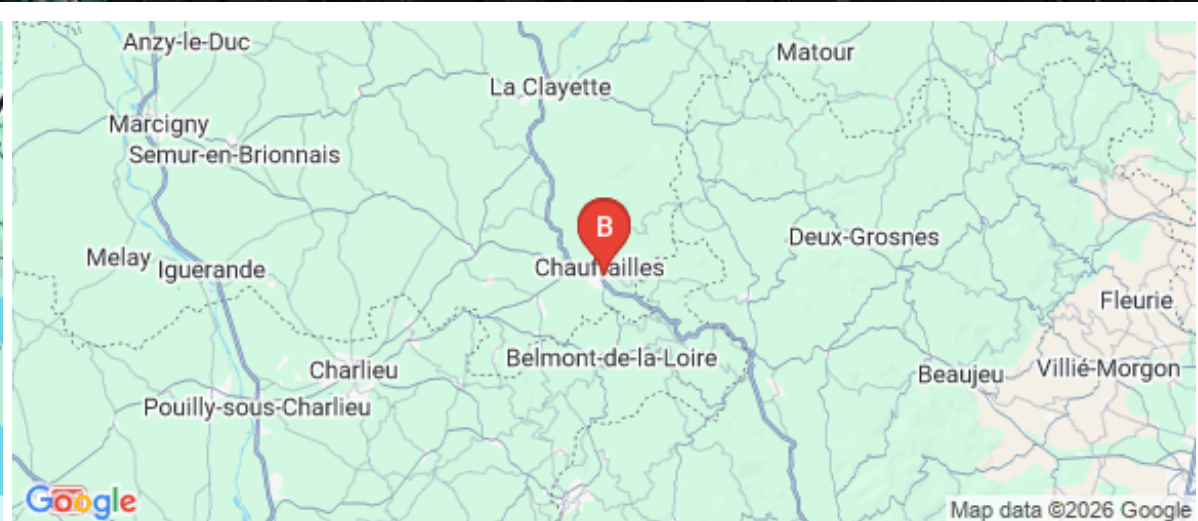 Anzy-le-Duc
Matour
La Clayette
Marcigny
Semur-en-Brionnais
B
Deux-Grosnes
Melay
Iguerande
Chauffailles
Fleurie
Charlieu
Belmont-de-la-Loire
Beaujeu
Villié-Morgon
Pouilly-sous-Charlieu
Google
Map data ©2026 Google